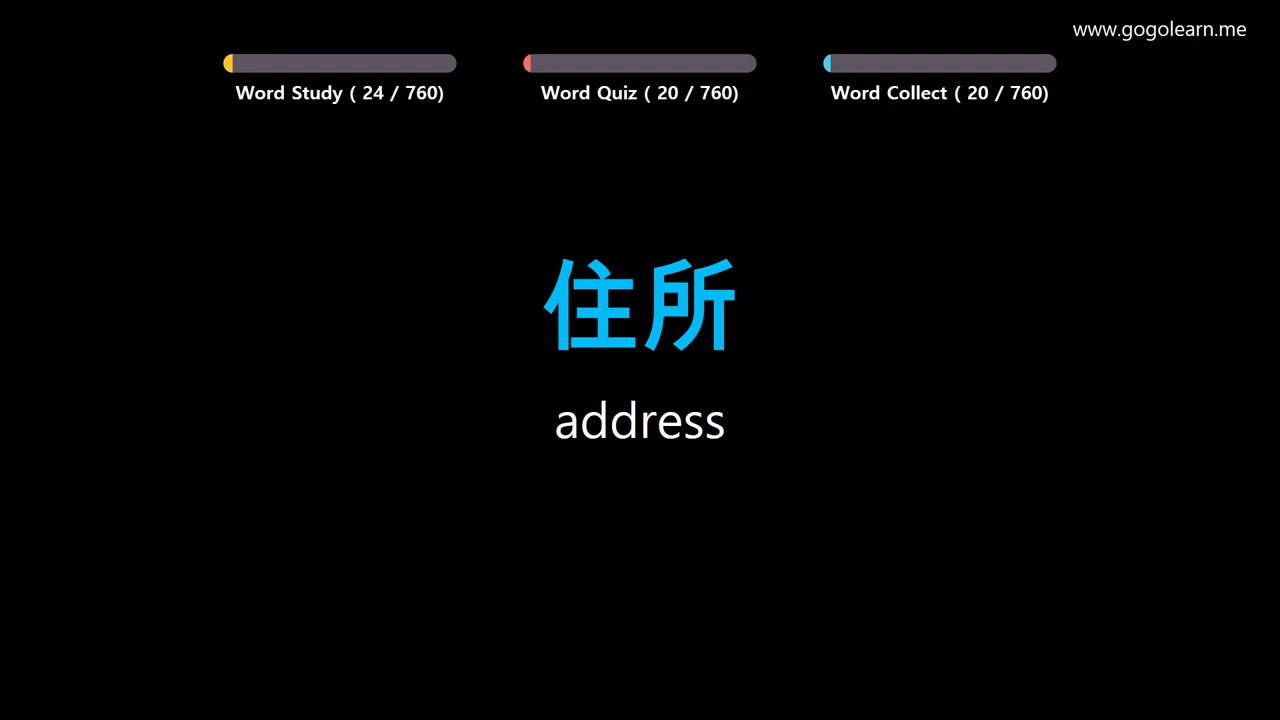 www.gogolearn.me
Word Study ( 24 / 760)
Word Quiz ( 20 / 760)
Word Collect ( 20 / 760)
住所
address